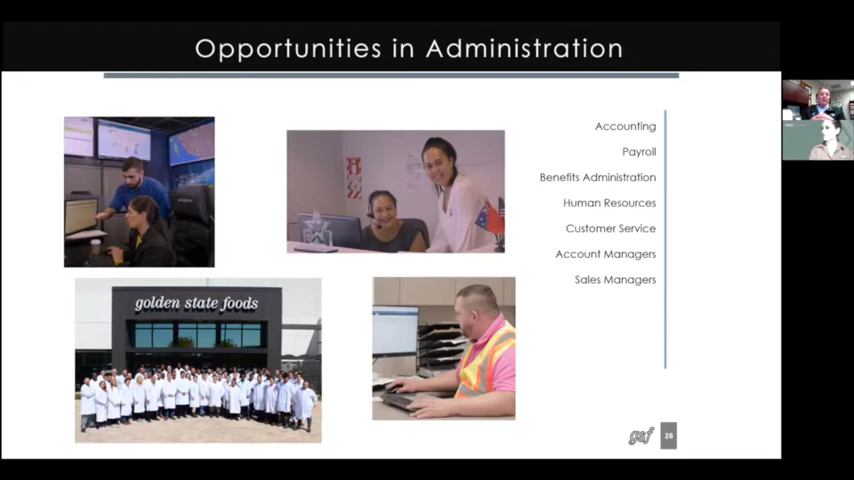 Opportunities in Administration
Accounting
Payroll
Benefits Administration
Human Resources
Customer Service
Account Managers
Sales Managers
golden state foods
gsf
26